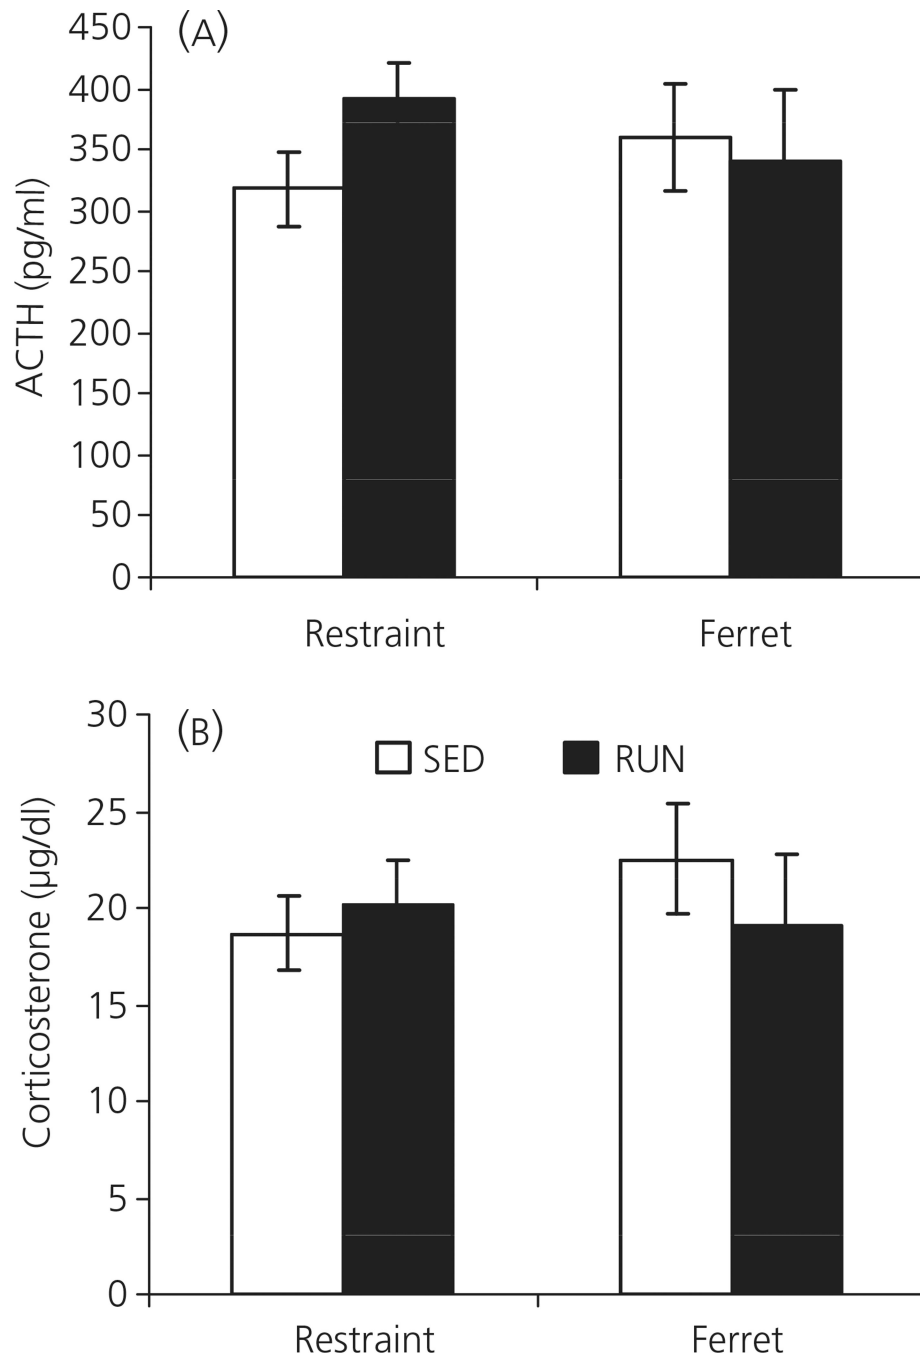 (A)
450
400
350
300
250
200
150
100
50
0
ACTH (pg/ml)
Restraint Ferret
(B)
SED RUN
30
25
20
15
10
5
0
Corticosterone (µg/dl)
Restraint Ferret